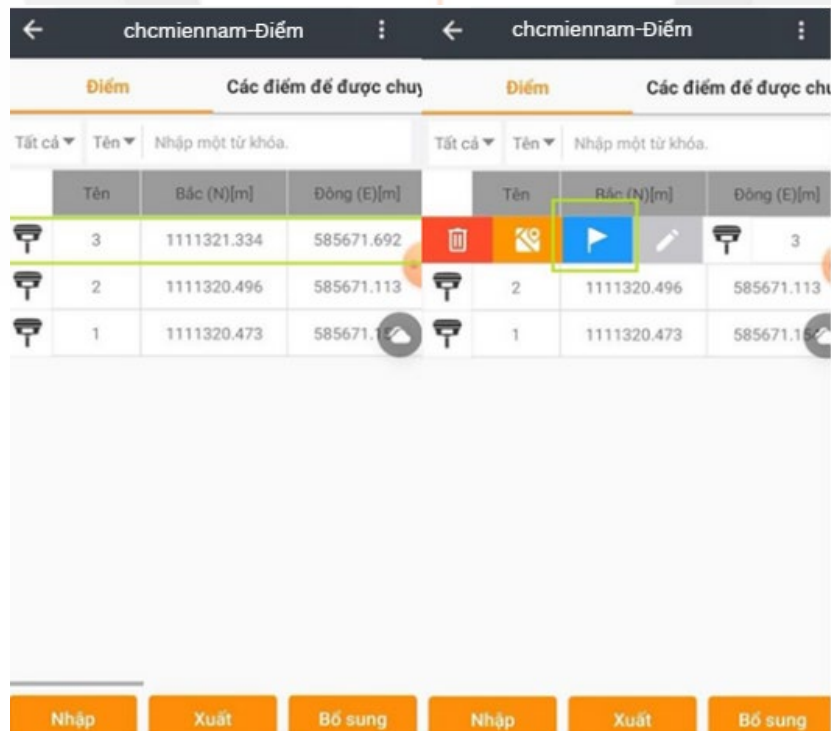 chcmiennam-Điểm
Điểm Các điểm để được chuy
Tất cả Tên Nhập một từ khóa.
Tên Bắc (N)[m] Đông (E)[m]
3 1111321.334 585671.692
2 1111320.496 585671.113
1 1111320.473 585671.
Nhập Xuất Bổ sung
chcmiennam-Điểm
Điểm Các điểm để được chu
Tất cả Tên Nhập một từ khóa.
Tên Bắc (N)[m] Đông (E)[m]
3
2 1111320.496 585671.113
1 1111320.473 585671.15
Nhập Xuất Bổ sung